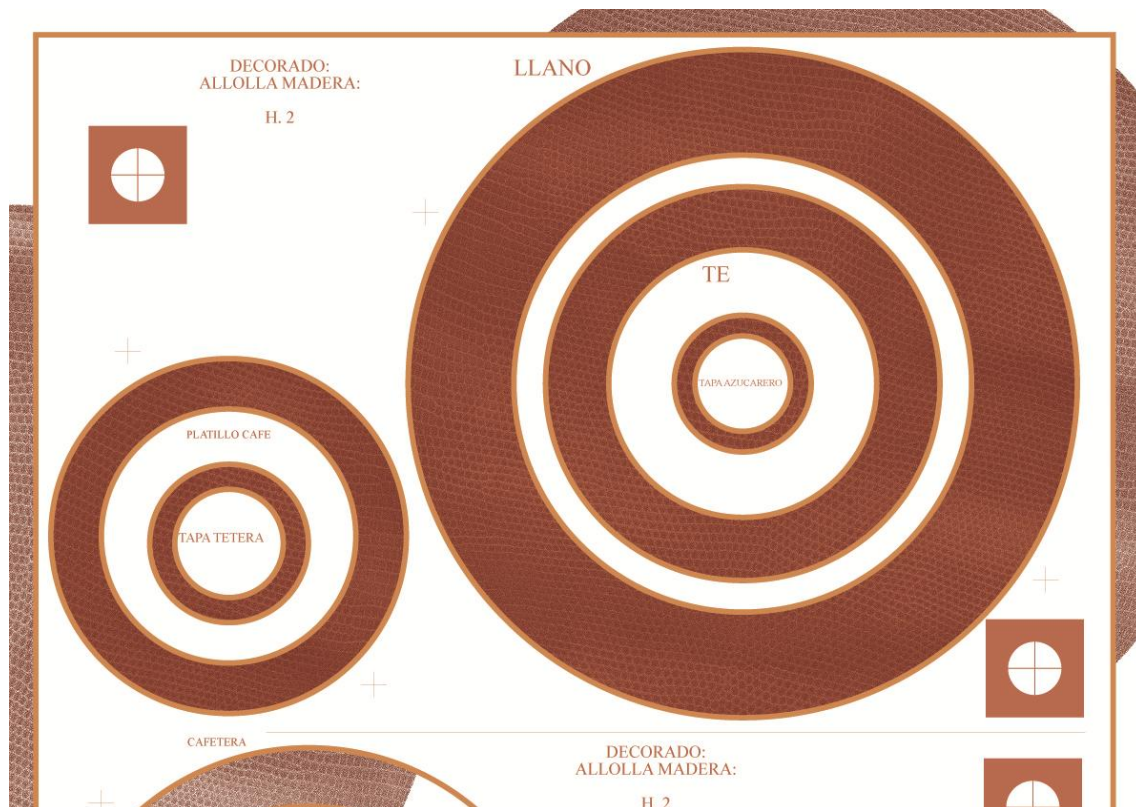 DECORADO:
ALLOLLA MADERA:
H. 2
LLANO
TE
TAPA AZUCARERO
PLATILLO CAFE
TAPA TETERA
CAFETERA
DECORADO:
ALLOLLA MADERA:
H. 2